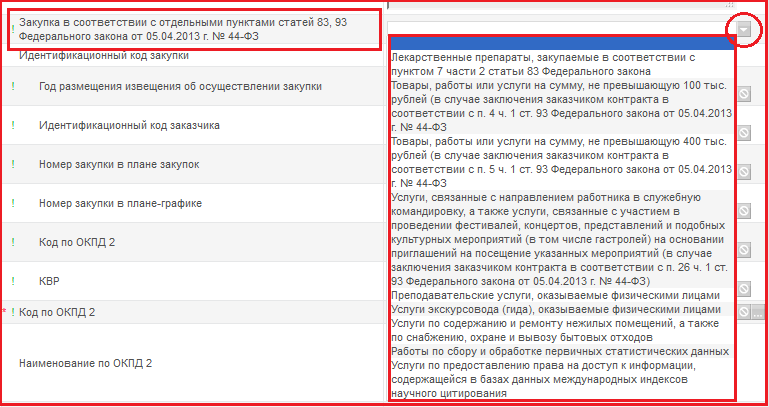 ! Закупка в соответствии с отдельными пунктами статей 83, 93
Федерального закона от 05.04.2013 г. № 44-ФЗ
Идентификационный код закупки
! Год размещения извещения об осуществлении закупки
! Идентификационный код заказчика
! Номер закупки в плане закупок
! Номер закупки в плане-графике
! Код по ОКПД 2
! КВР
* ! Код по ОКПД 2
Наименование по ОКПД 2
Лекарственные препараты, закупаемые в соответствии с
пунктом 7 части 2 статьи 83 Федерального закона
Товары, работы или услуги на сумму, не превышающую 100 тыс.
рублей (в случае заключения заказчиком контракта в
соответствии с п. 4 ч. 1 ст. 93 Федерального закона от 05.04.2013
г. № 44-ФЗ
Товары, работы или услуги на сумму, не превышающую 400 тыс.
рублей (в случае заключения заказчиком контракта в
соответствии с п. 5 ч. 1 ст. 93 Федерального закона от 05.04.2013
г. № 44-ФЗ
Услуги, связанные с направлением работника в служебную
командировку, а также услуги, связанные с участием в
проведении фестивалей, концертов, представлений и подобных
культурных мероприятий (в том числе гастролей) на основании
приглашений на посещение указанных мероприятий (в случае
заключения заказчиком контракта в соответствии с п. 26 ч. 1 ст.
93 Федерального закона от 05.04.2013 г. № 44-ФЗ)
Преподавательские услуги, оказываемые физическими лицами
Услуги экскурсовода (гида), оказываемые физическими лицами
Услуги по содержанию и ремонту нежилых помещений, а также
по снабжению, охране и вывозу бытовых отходов
Работы по сбору и обработке первичных статистических данных
Услуги по предоставлению права на доступ к информации,
содержащейся в базах данных международных индексов
научного цитирования
...